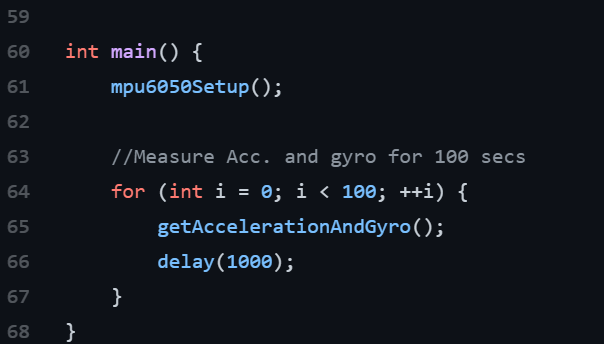 59
60 int main() {
61     mpu6050Setup();
62
63     //Measure Acc. and gyro for 100 secs
64     for (int i = 0; i < 100; ++i) {
65         getAccelerationAndGyro();
66         delay(1000);
67     }
68 }